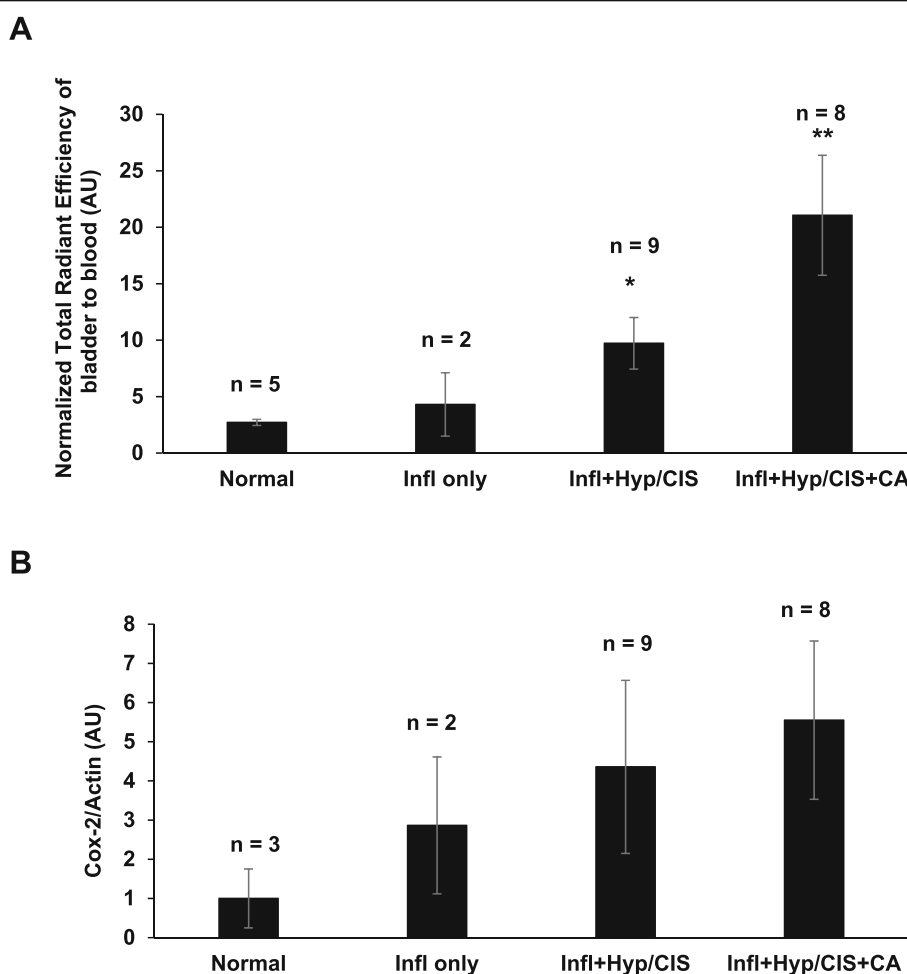 A
Normalized Total Radiant Efficiency of
bladder to blood (AU)
30
25
20
15
10
5
0
n = 5
n = 2
n = 9
*
n = 8
**
Normal
Infl only
Infl+Hyp/CIS
Infl+Hyp/CIS+CA
B
Cox-2/Actin (AU)
8
7
6
5
4
3
2
1
0
n = 3
n = 2
n = 9
n = 8
Normal
Infl only
Infl+Hyp/CIS
Infl+Hyp/CIS+CA